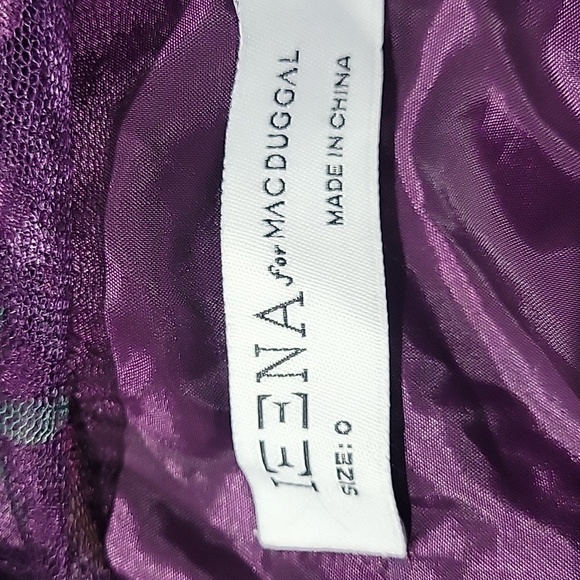 IEENA for MAC DUGGAL
SIZE: 0 MADE IN CHINA